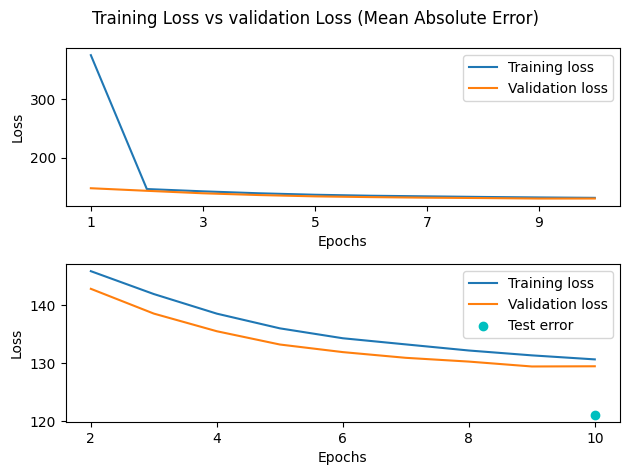 Training Loss vs validation Loss (Mean Absolute Error)
Loss
300
200
Training loss
Validation loss
1 3 5 7 9
Epochs
Loss
140
130
120
Training loss
Validation loss
Test error
2 4 6 8 10
Epochs